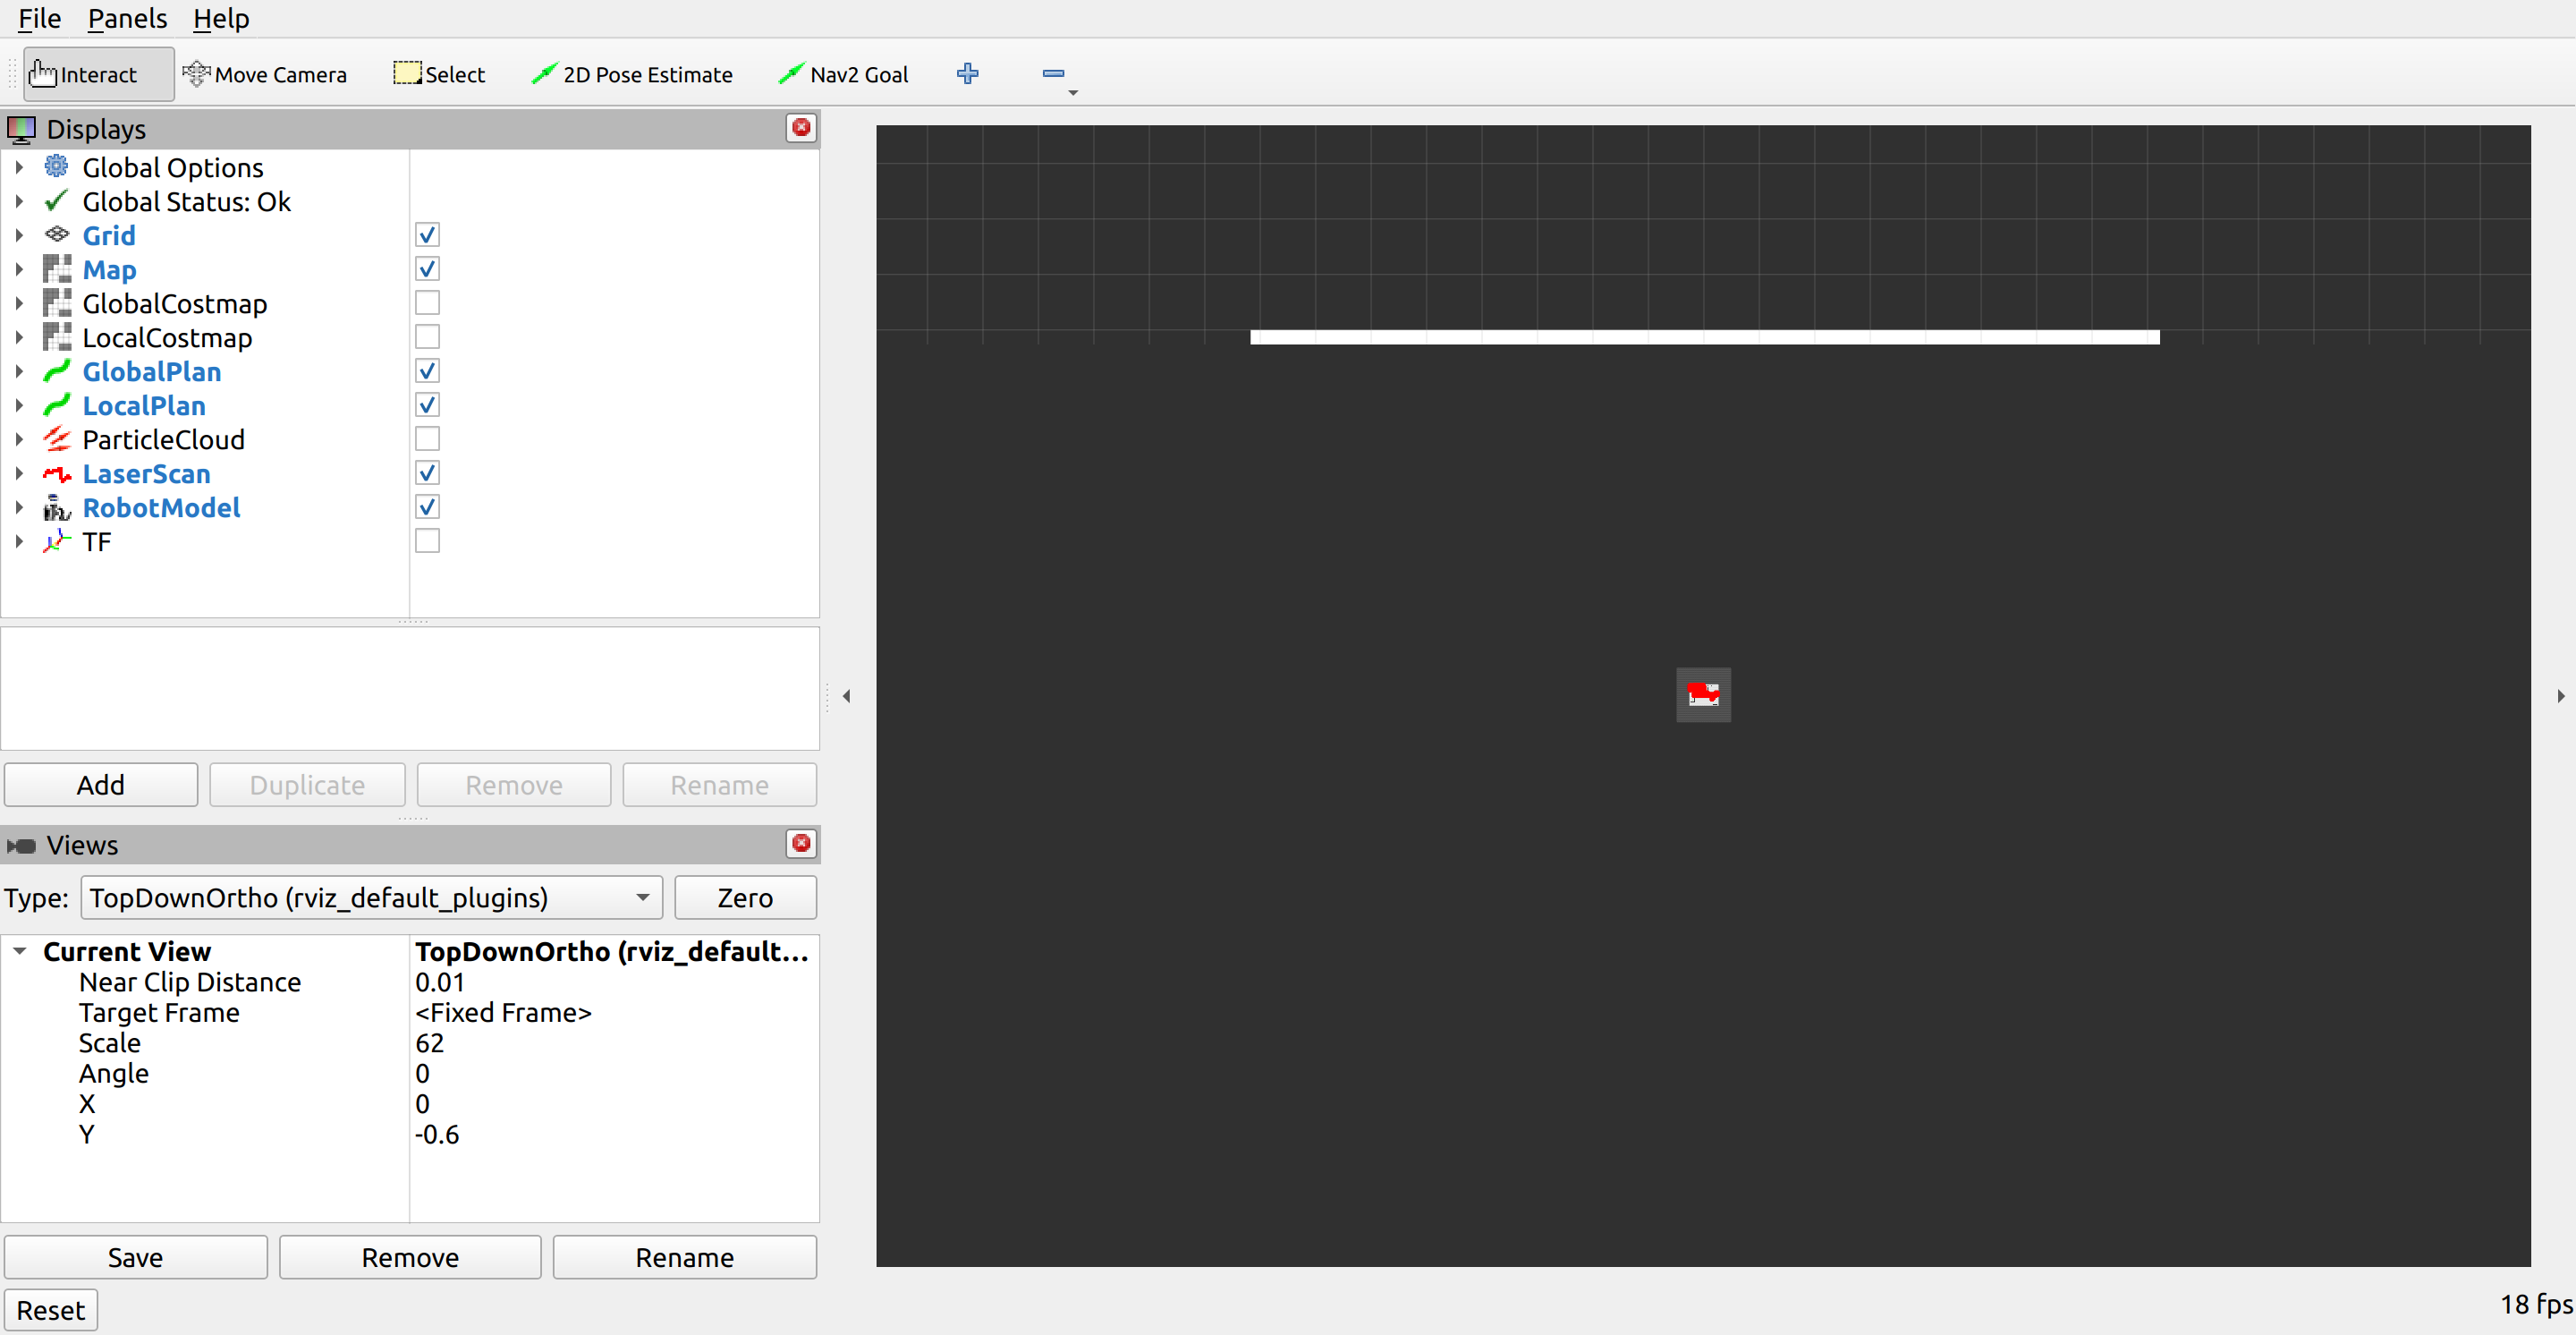 File Panels Help
Interact Move Camera Select 2D Pose Estimate Nav2 Goal
Displays
Global Options
Global Status: Ok
Grid
Map
GlobalCostmap
LocalCostmap
GlobalPlan
LocalPlan
ParticleCloud
LaserScan
RobotModel
TF
Add Duplicate Remove Rename
Views
Type: TopDownOrtho (rviz_default_plugins) Zero
Current View TopDownOrtho (rviz_default...
Near Clip Distance 0.01
Target Frame <Fixed Frame>
Scale 62
Angle 0
X 0
Y -0.6
Save Remove Rename
Reset 18 fps